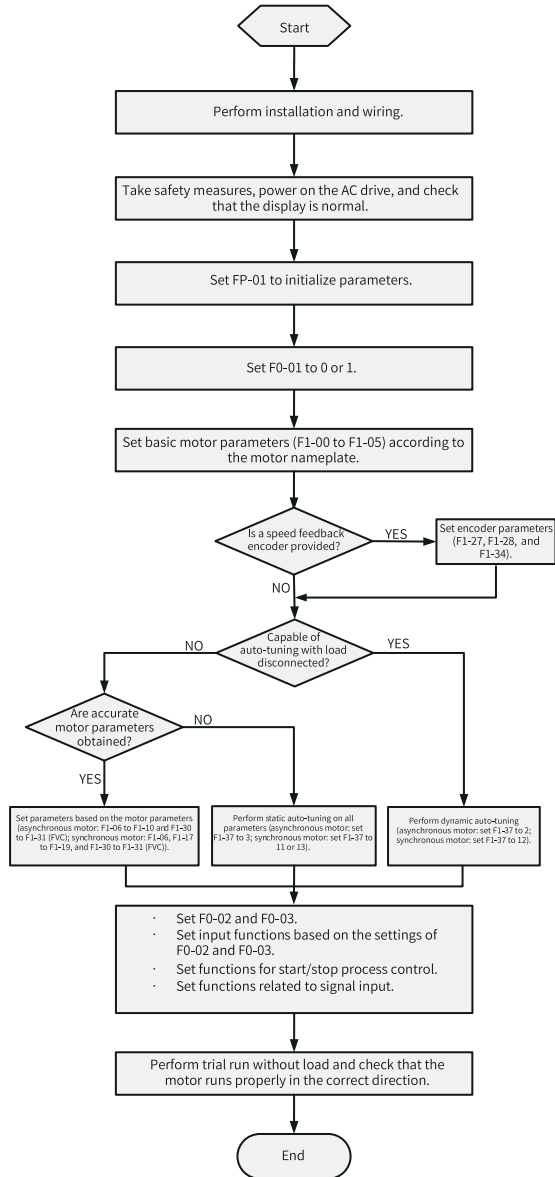 Start
Perform installation and wiring.
Take safety measures, power on the AC drive, and check
that the display is normal.
Set FP-01 to initialize parameters.
Set F0-01 to 0 or 1.
Set basic motor parameters (F1-00 to F1-05) according to
the motor nameplate.
Is a speed feedback
encoder provided?
YES
Set encoder parameters
(F1-27, F1-28, and
F1-34).
NO
Capable of
auto-tuning with load
disconnected?
NO
YES
Are accurate
motor parameters
obtained?
NO
YES
Set parameters based on the motor parameters
(asynchronous motor: F1-06 to F1-10 and F1-30
to F1-31 (FVC); synchronous motor: F1-06, F1-17
to F1-19, and F1-30 to F1-31 (FVC)).
Perform static auto-tuning on all
parameters (asynchronous motor: set
F1-37 to 3; synchronous motor: set F1-37 to
11 or 13).
Perform dynamic auto-tuning
(asynchronous motor: set F1-37 to 2;
synchronous motor: set F1-37 to 12).
· Set F0-02 and F0-03.
· Set input functions based on the settings of
F0-02 and F0-03.
· Set functions for start/stop process control.
· Set functions related to signal input.
Perform trial run without load and check that the
motor runs properly in the correct direction.
End